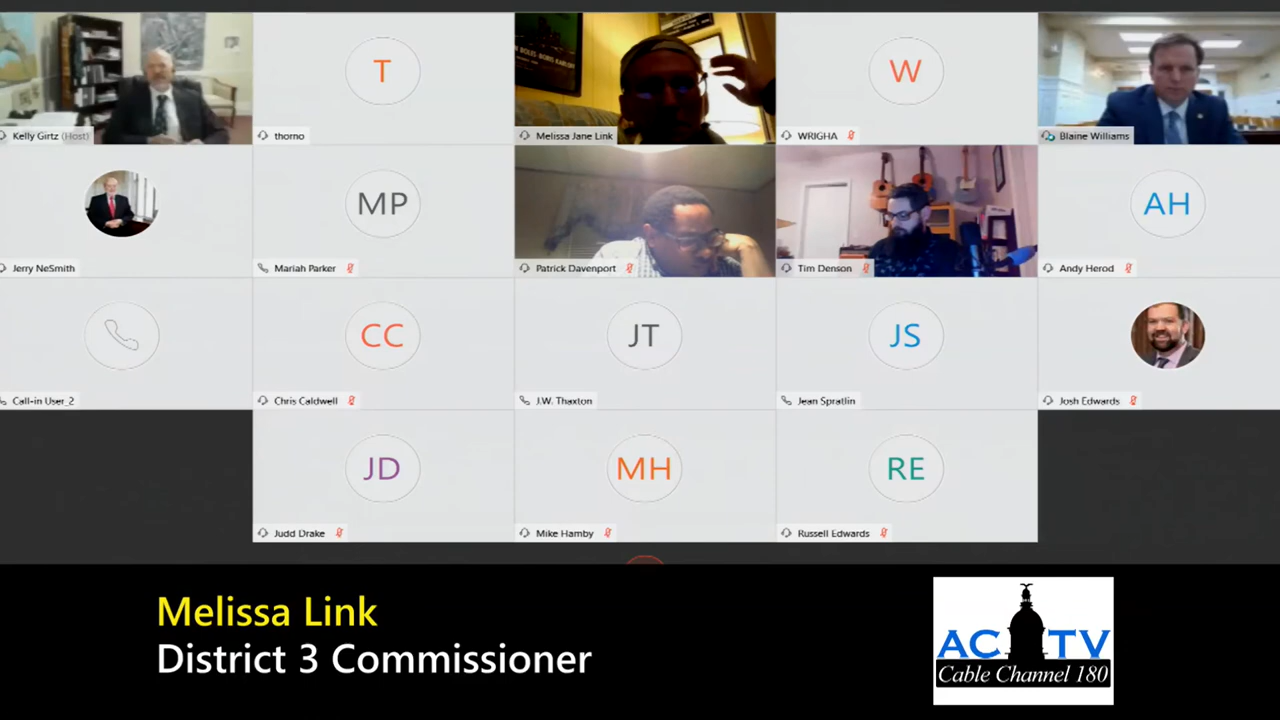 T
W
Kelly Girtz (Host)
thorno
Melissa Jane Link
WRIGHA
Blaine Williams
MP
AH
Jerry NeSmith
Mariah Parker
Patrick Davenport
Tim Denson
Andy Herod
CC
JT
JS
Call-in User_2
Chris Caldwell
J.W. Thaxton
Jean Spratlin
Josh Edwards
JD
MH
RE
Judd Drake
Mike Hamby
Russell Edwards
Melissa Link
District 3 Commissioner
AC TV
Cable Channel 180